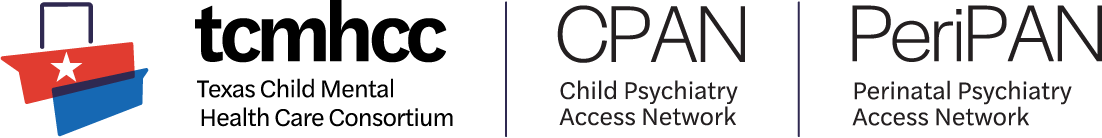 tcmhcc
Texas Child Mental
Health Care Consortium
CPAN
Child Psychiatry
Access Network
PeriPAN
Perinatal Psychiatry
Access Network